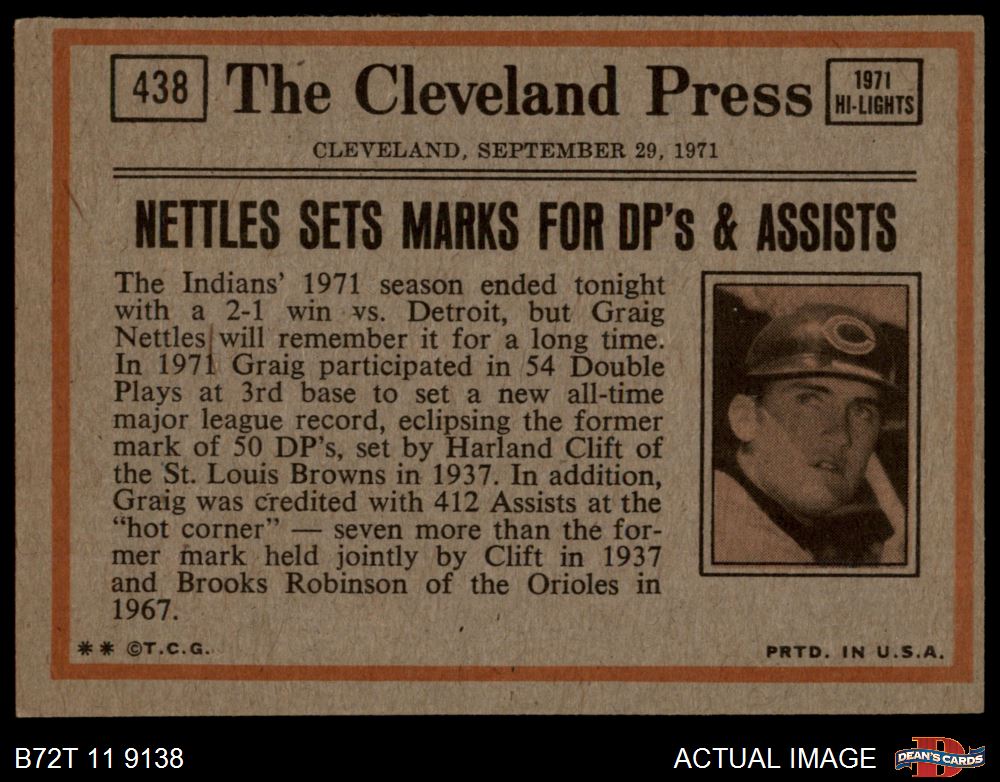 438
The Cleveland Press
1971
HI-LIGHTS
CLEVELAND, SEPTEMBER 29, 1971
NETTLES SETS MARKS FOR DP's & ASSISTS
The Indians' 1971 season ended tonight
with a 2-1 win vs. Detroit, but Graig
Nettles will remember it for a long time.
In 1971 Graig participated in 54 Double
Plays at 3rd base to set a new all-time
major league record, eclipsing the former
mark of 50 DP's, set by Harland Clift of
the St. Louis Browns in 1937. In addition,
Graig was credited with 412 Assists at the
"hot corner" — seven more than the for-
mer mark held jointly by Clift in 1937
and Brooks Robinson of the Orioles in
1967.
** ©T.C.G.
PRTD. IN U.S.A.
B72T 11 9138
ACTUAL IMAGE
D
DEAN'S CARDS